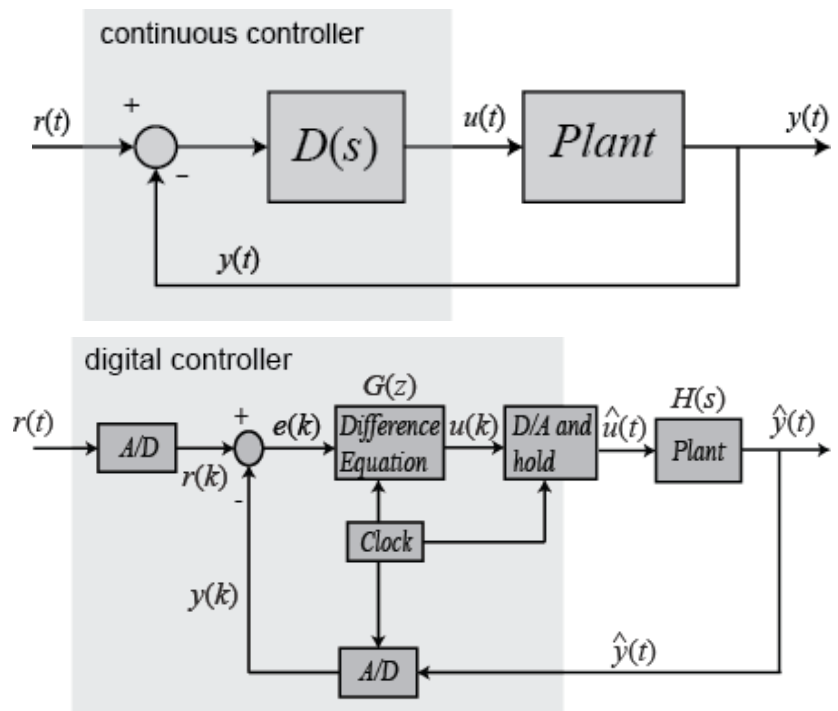 continuous controller
r(t)
+
-
D(s)
u(t)
Plant
y(t)
y(t)
digital controller
r(t)
A/D
r(k)
+
-
e(k)
G(z)
Difference
Equation
u(k)
D/A and
hold
û(t)
H(s)
Plant
ŷ(t)
Clock
y(k)
A/D
ŷ(t)